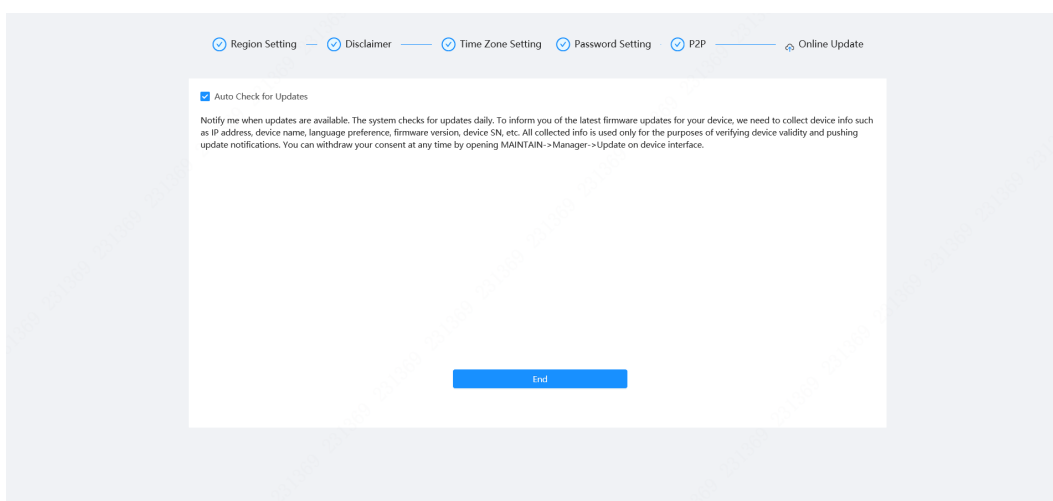 Region Setting
Disclaimer
Time Zone Setting
Password Setting
P2P
Online Update
Auto Check for Updates
Notify me when updates are available. The system checks for updates daily. To inform you of the latest firmware updates for your device, we need to collect device info such
as IP address, device name, language preference, firmware version, device SN, etc. All collected info is used only for the purposes of verifying device validity and pushing
update notifications. You can withdraw your consent at any time by opening MAINTAIN->Manager->Update on device interface.
End